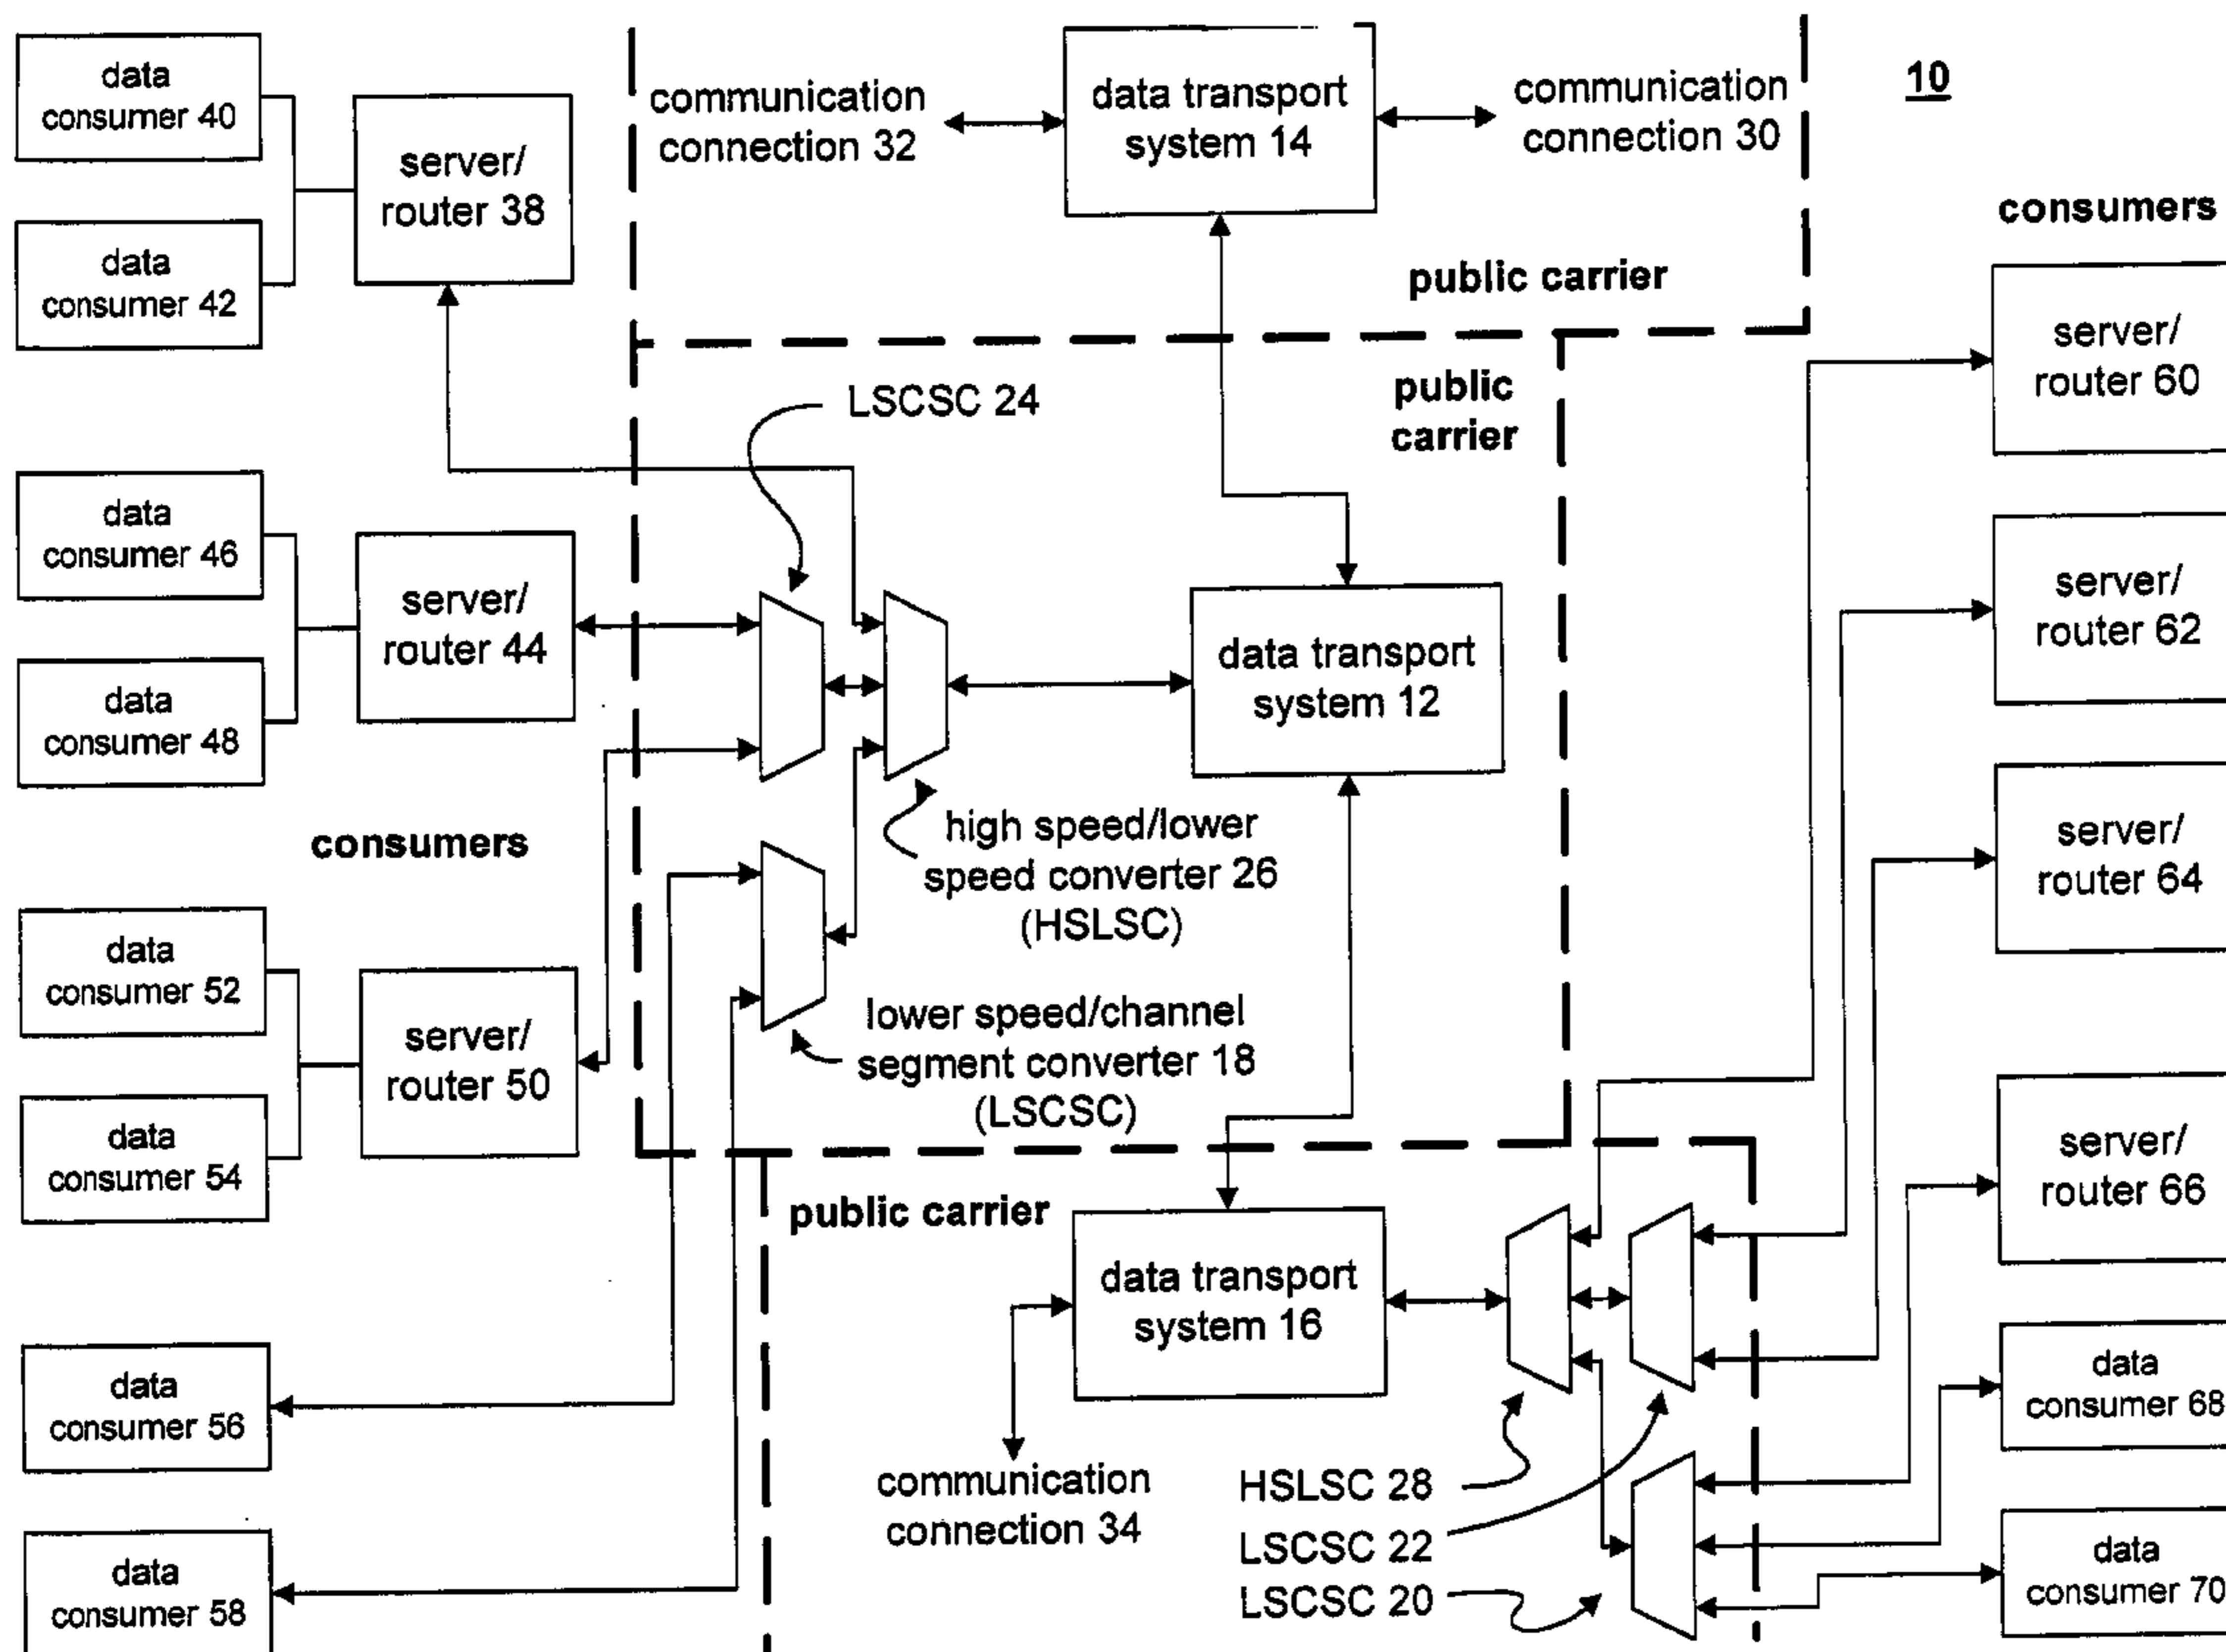 data
consumer 40
data
consumer 42
server/
router 38
communication
connection 32
data transport
system 14
communication
connection 30
10
public carrier
consumers
server/
router 60
public
carrier
LSCSC 24
data
consumer 46
data
consumer 48
server/
router 44
data transport
system 12
server/
router 62
server/
router 64
consumers
high speed/lower
speed converter 26
(HSLSC)
data
consumer 52
data
consumer 54
server/
router 50
lower speed/channel
segment converter 18
(LSCSC)
server/
router 66
public carrier
data transport
system 16
data
consumer 56
data
consumer 58
communication
connection 34
HSLSC 28
LSCSC 22
LSCSC 20
data
consumer 68
data
consumer 70